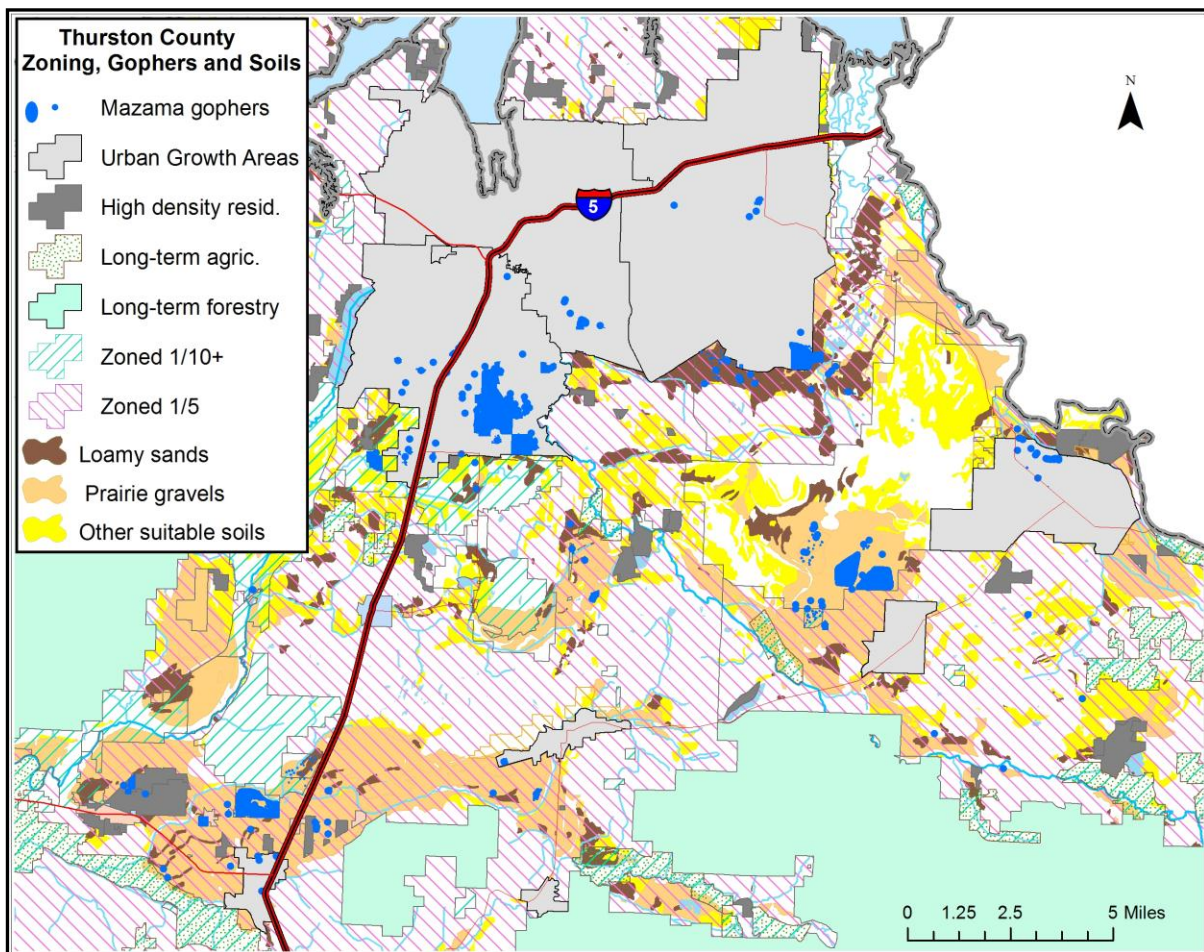 Thurston County
Zoning, Gophers and Soils
Mazama gophers
Urban Growth Areas
High density resid.
Long-term agric.
Long-term forestry
Zoned 1/10+
Zoned 1/5
Loamy sands
Prairie gravels
Other suitable soils
N
5
0 1.25 2.5 5 Miles